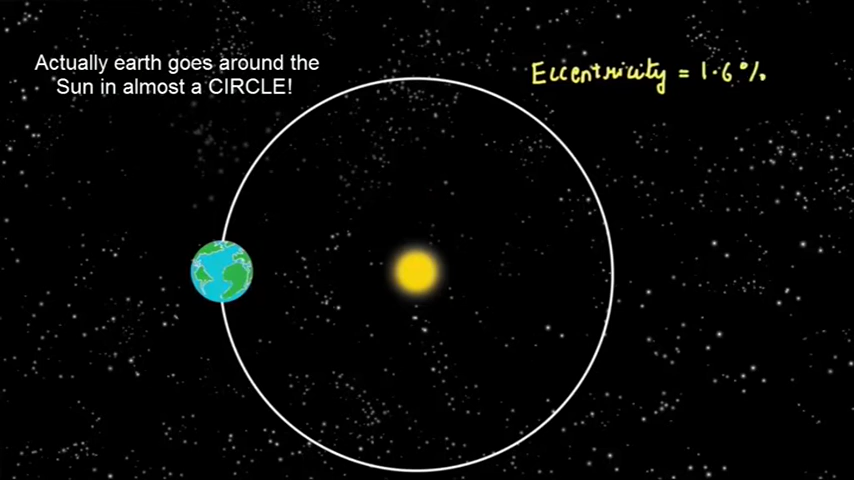 Actually earth goes around the
Sun in almost a CIRCLE!
Eccentricity = 1.6%